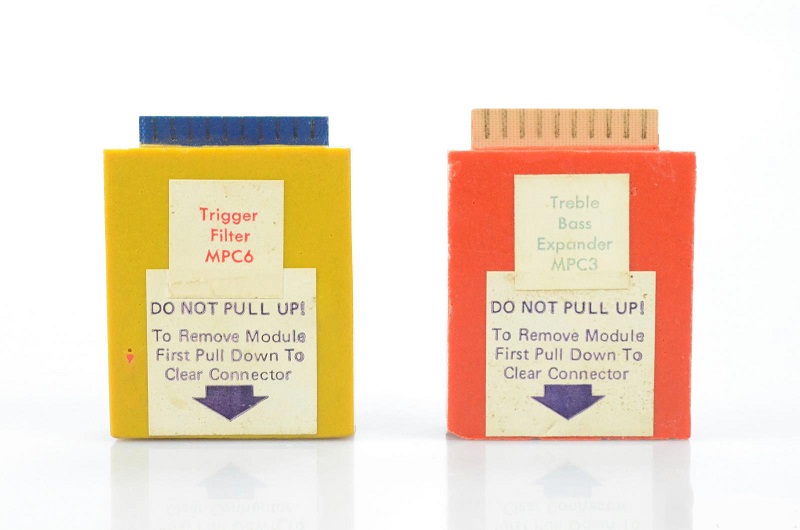 Trigger
Filter
MPC6
DO NOT PULL UP!
To Remove Module
First Pull Down To
Clear Connector
Treble
Bass
Expander
MPC3
DO NOT PULL UP!
To Remove Module
First Pull Down To
Clear Connector